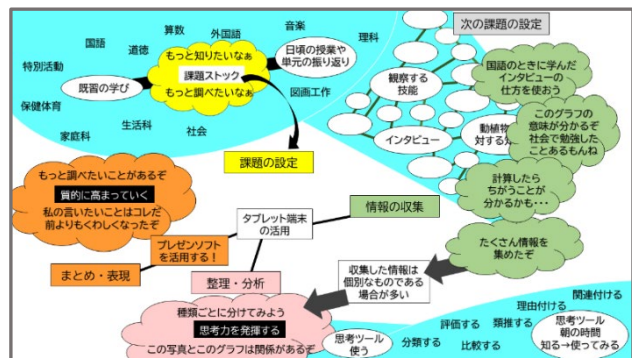 国語
道徳
算数
外国語
音楽
理科
特別活動
もっと知りたいなぁ
課題ストック
もっと調べたいなぁ
日頃の授業や
単元の振り返り
既習の学び
保健体育
家庭科
生活科
社会
図画工作
課題の設定
次の課題の設定
観察する
技能
インタビュー
動植物
対する
国語のときに学んだ
インタビューの
仕方を使おう
このグラフの
意味が分かるぞ
社会で勉強した
ことあるもんね
計算したら
ちがうことが
分かるかも・・・
たくさん情報を
集めたぞ
もっと調べたいことがあるぞ
質的に高まっていく
私の言いたいことはコレだ
前よりもくわしくなったぞ
タブレット端末
の活用
情報の収集
プレゼンソフト
を活用する!
まとめ・表現
整理・分析
収集した情報は
個別なものである
場合が多い
種類ごとに分けてみよう
思考力を発揮する
この写真とこのグラフは関係があるぞ
思考ツール
使う
分類する
評価する
比較する
類推する
理由付ける
関連付ける
思考ツール
朝の時間
知る→使ってみる